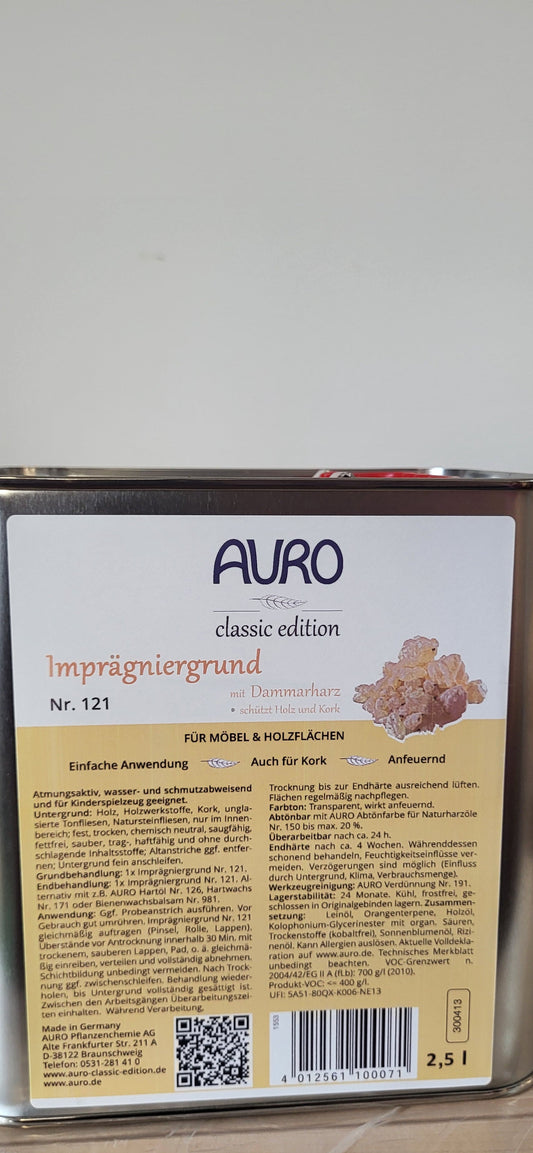 AURO
classic edition
Imprägniergrund
mit Dammarharz
Nr. 121
• schützt Holz und Kork
FÜR MÖBEL & HOLZFLÄCHEN
Einfache Anwendung Auch für Kork Anfeuernd
Atmungsaktiv, wasser- und schmutzabweisend
und für Kinderspielzeug geeignet.
Untergrund: Holz, Holzwerkstoffe, Kork, ungla-
sierte Tonfliesen, Natursteinfliesen, nur im Innen-
bereich; fest, trocken, chemisch neutral, saugfähig,
fettfrei, sauber, trag-, haftfähig und ohne durch-
schlagende Inhaltsstoffe; Altanstriche ggf. entfer-
nen; Untergrund fein anschleifen.
Grundbehandlung: 1x Imprägniergrund Nr. 121.
Endbehandlung: 1x Imprägniergrund Nr. 121. Al-
ternativ mit z.B. AURO Hartöl Nr. 126, Hartwachs
Nr. 171 oder Bienenwachsbalsam Nr. 981.
Anwendung: Ggf. Probeanstrich ausführen. Vor
Gebrauch gut umrühren. Imprägniergrund Nr. 121
gleichmäßig auftragen (Pinsel, Rolle, Lappen).
Überstände vor Antrocknung innerhalb 30 Min. mit
trockenem, sauberen Lappen, Pad, o. ä. gleichmä-
ßig einreiben, verteilen und vollständig abnehmen.
Schichtbildung unbedingt vermeiden. Nach Trock-
nung ggf. zwischenschleifen. Behandlung wieder-
holen, bis Untergrund vollständig gesättigt ist.
Zwischen den Arbeitsgängen Überarbeitungszei-
ten einhalten. Während Verarbeitung,
Trocknung bis zur Endhärte ausreichend lüften.
Flächen regelmäßig nachpflegen.
Farbton: Transparent, wirkt anfeuernd.
Abtönbar mit AURO Abtönfarbe für Naturharzöle
Nr. 150 bis max. 20 %.
Überarbeitbar nach ca. 24 h.
Endhärte nach ca. 4 Wochen. Währenddessen
schonend behandeln, Feuchtigkeitseinflüsse ver-
meiden. Verzögerungen sind möglich (Einfluss
durch Untergrund, Klima, Verbrauchsmenge).
Werkzeugreinigung: AURO Verdünnung Nr. 191.
Lagerstabilität: 24 Monate. Kühl, frostfrei, ge-
schlossen in Originalgebinden lagern. Zusammen-
setzung: Leinöl, Orangenterpene, Holzöl,
Kolophonium-Glycerinester mit organ. Säuren,
Trockenstoffe (kobaltfrei), Sonnenblumenöl, Rizi-
nenöl. Kann Allergien auslösen. Aktuelle Volldekla-
ration auf www.auro.de. Technisches Merkblatt
unbedingt beachten. VOC-Grenzwert n.
2004/42/EG II A (f.Lb): 700 g/l (2010).
Produkt-VOC: <= 400 g/l.
UFI: 5A51-80QX-K006-NE13
Made in Germany
AURO Pflanzenchemie AG
Alte Frankfurter Str. 211 A
D-38122 Braunschweig
Telefon: 0531-281 41 0
www.auro-classic-edition.de
www.auro.de
1553
4 012561 100071
300413
2,5 l